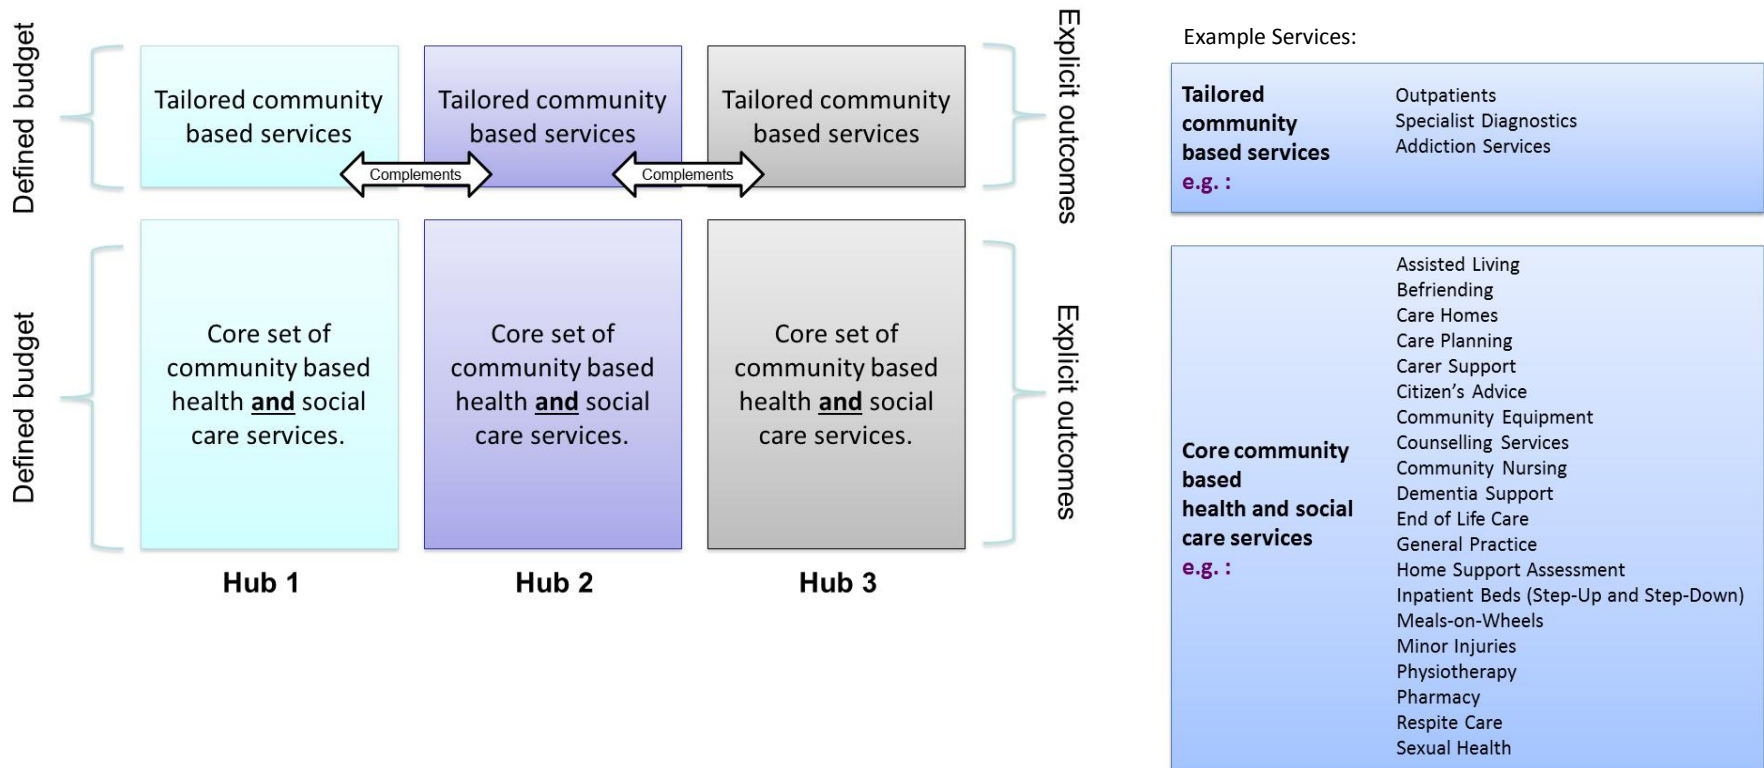 Defined budget
Tailored community
based services
Tailored community
based services
Tailored community
based services
Complements
Complements
Explicit outcomes
Defined budget
Core set of
community based
health and social
care services.
Core set of
community based
health and social
care services.
Core set of
community based
health and social
care services.
Explicit outcomes
Hub 1
Hub 2
Hub 3
Example Services:
Tailored
community
based services
e.g. :
Outpatients
Specialist Diagnostics
Addiction Services
Core community
based
health and social
care services
e.g. :
Assisted Living
Befriending
Care Homes
Care Planning
Carer Support
Citizen’s Advice
Community Equipment
Counselling Services
Community Nursing
Dementia Support
End of Life Care
General Practice
Home Support Assessment
Inpatient Beds (Step-Up and Step-Down)
Meals-on-Wheels
Minor Injuries
Physiotherapy
Pharmacy
Respite Care
Sexual Health